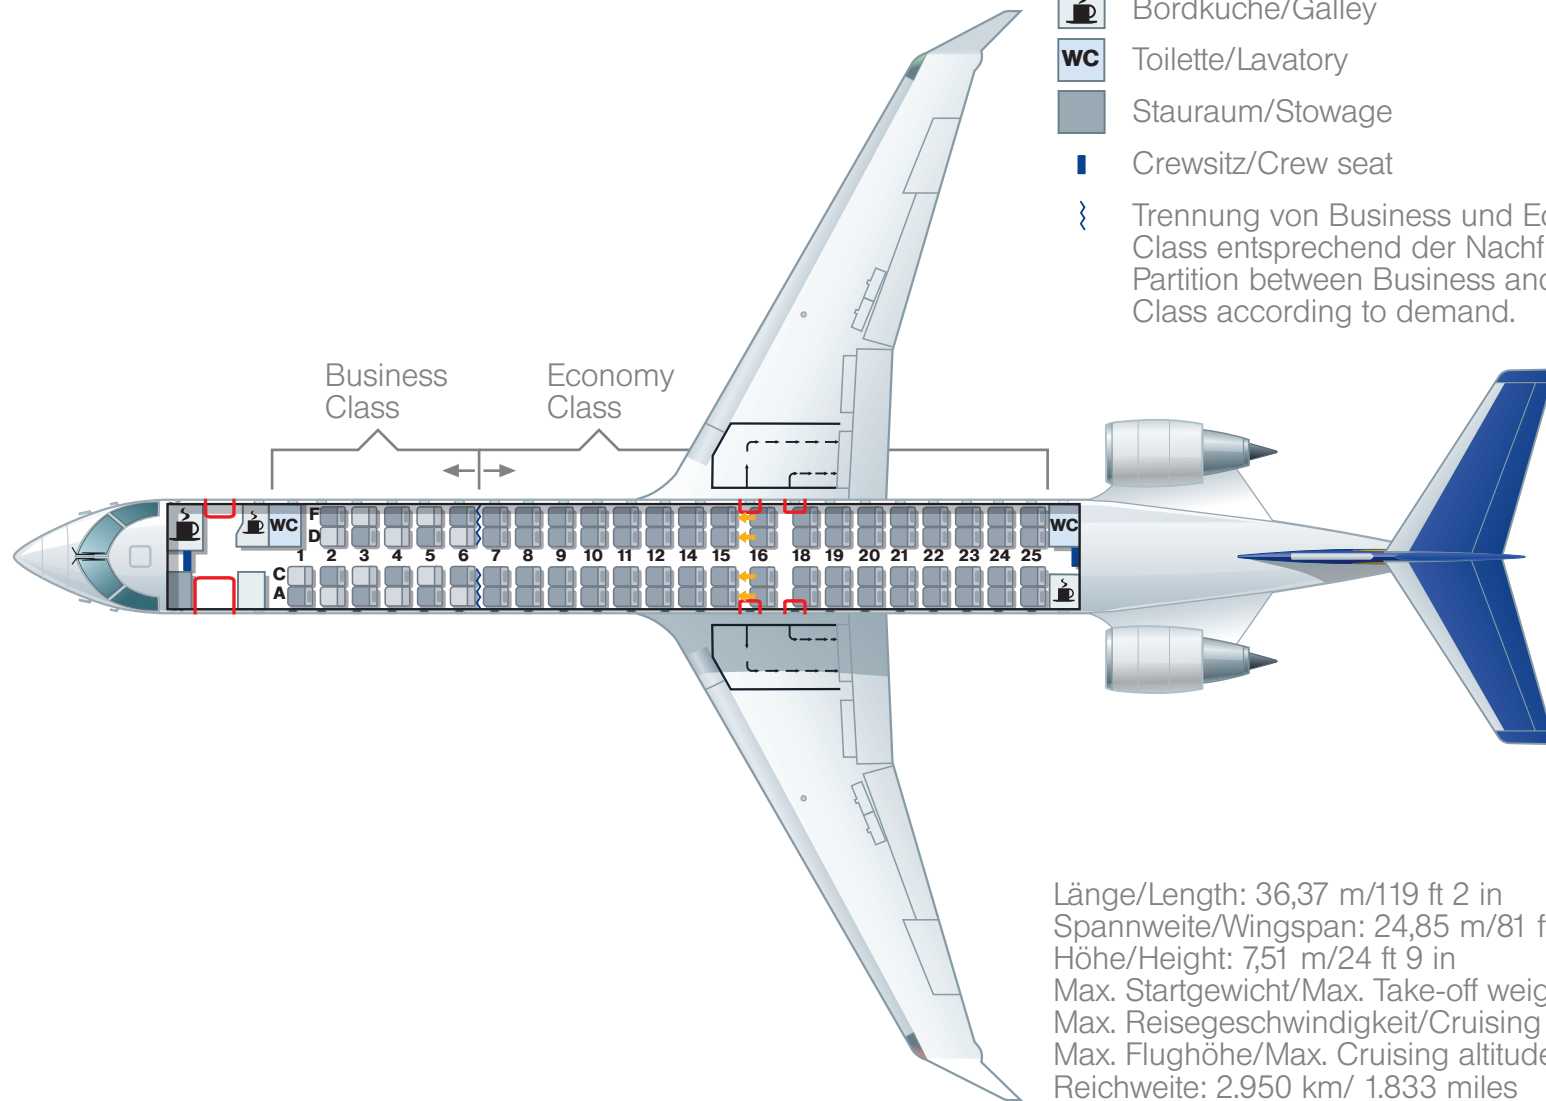 Bordküche/Galley
WC Toilette/Lavatory
Stauraum/Stowage
Crewsitz/Crew seat
Trennung von Business und
Class entsprechend der
Partition between Business
Class according to demand.
Business
Class
Economy
Class
WC
F
D
1 2 3 4 5 6 7 8 9 10 11 12 14 15 16 18 19 20 21 22 23 24 25
C
A
WC
Länge/Length: 36,37 m/119 ft 2 in
Spannweite/Wingspan: 24,85 m/81
Höhe/Height: 7,51 m/24 ft 9 in
Max. Startgewicht/Max. Take-off
Max. Reisegeschwindigkeit/Cruising
Max. Flughöhe/Max. Cruising altitude
Reichweite: 2.950 km/ 1.833 miles